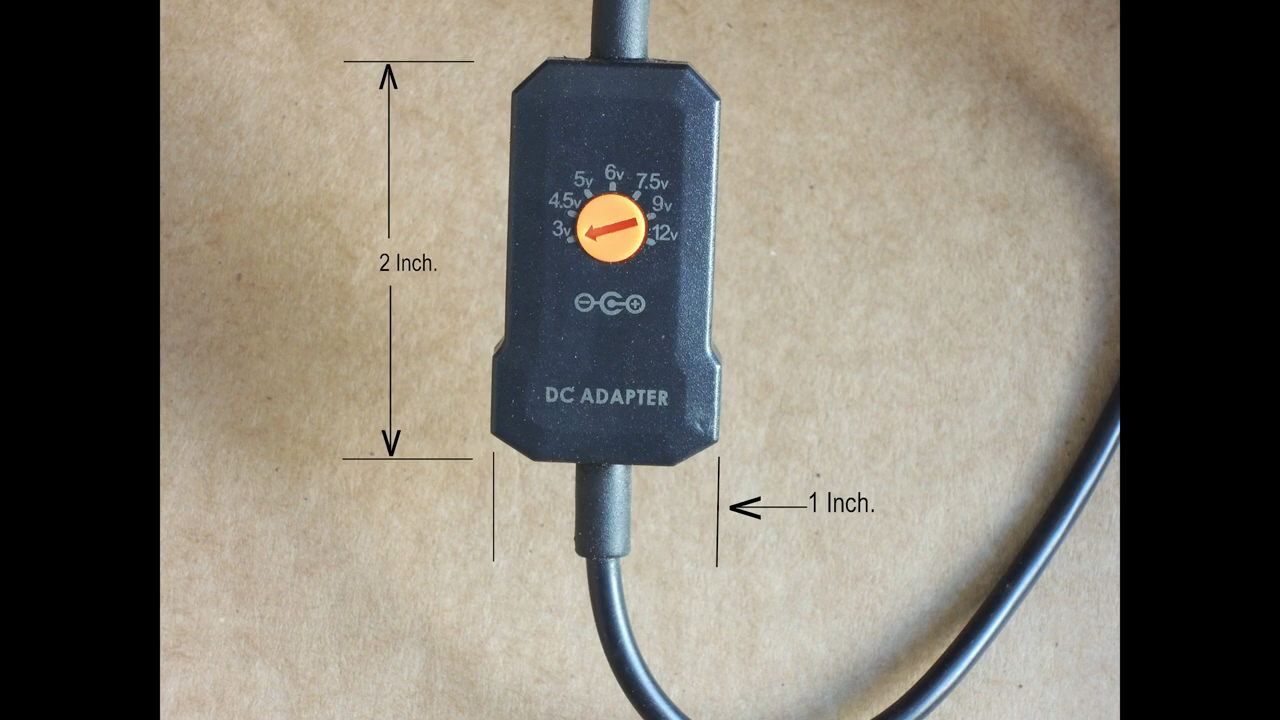 6v
5v 7.5v
4.5v 9v
3v 12v
2 Inch.
DC ADAPTER
1 Inch.